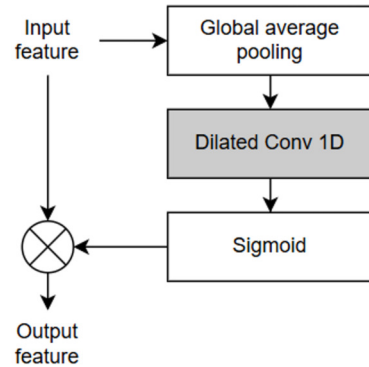 Input
feature
Global average
pooling
Dilated Conv 1D
Sigmoid
Output
feature